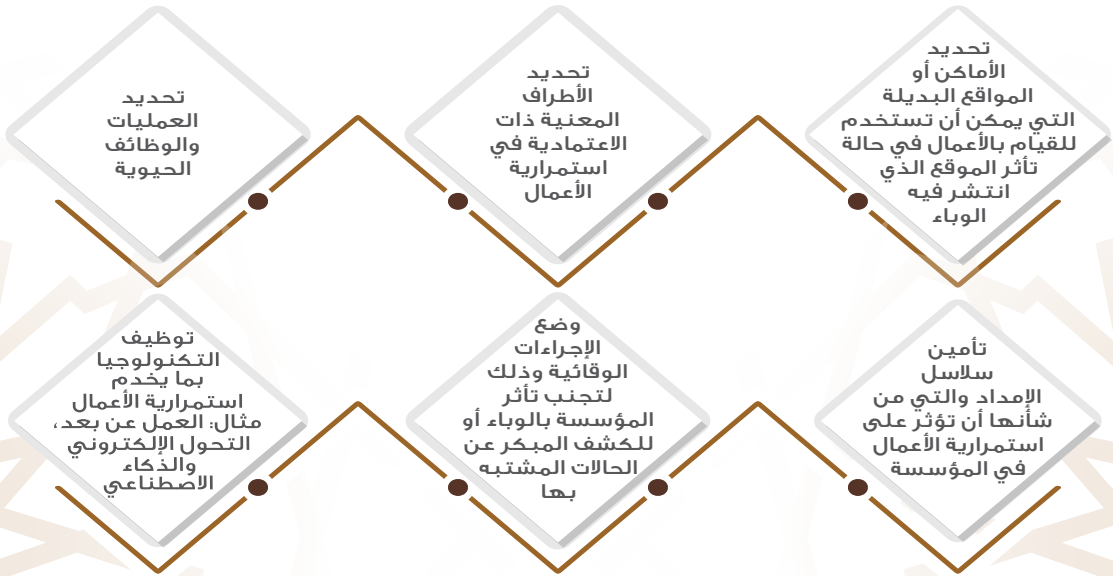 تحديد
الأماكن أو
المواقع البديلة
التي يمكن أن تستخدم
للقيام بالأعمال في حالة
تأثر الموقع الذي
انتشر فيه
الوباء
تحديد
الأطراف
المعنية ذات
الاعتمادية في
استمرارية
الأعمال
تحديد
العمليات
والوظائف
الحيوية
تأمين
سلاسل
الإمداد والتي من
شأنها أن تؤثر على
استمرارية الأعمال
في المؤسسة
وضع
الإجراءات
الوقائية وذلك
لتجنب تأثر
المؤسسة بالوباء أو
للكشف المبكر عن
الحالات المشتبه
بها
توظيف
التكنولوجيا
بما يخدم
استمرارية الأعمال
مثال: العمل عن بعد،
التحول الإلكتروني
والذكاء
الاصطناعي